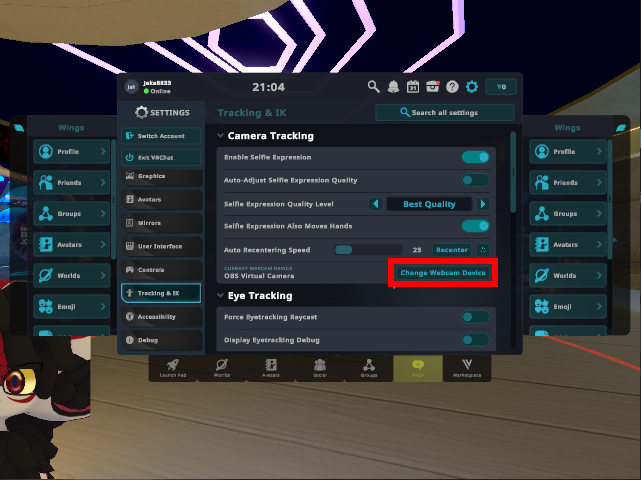 Jaka8833
Online
21:04
31
0
SETTINGS
Switch Account
Exit VRChat
Graphics
Avatars
Mirrors
User Interface
Controls
Tracking & IK
Accessibility
Debug
Tracking & IK
Search all settings
Camera Tracking
Enable Selfie Expression
Auto-Adjust Selfie Expression Quality
Selfie Expression Quality Level
Best Quality
Selfie Expression Also Moves Hands
Auto Recentering Speed
25
Recenter
CURRENT WEBCAM DEVICE
OBS Virtual Camera
Change Webcam Device
Eye Tracking
Force Eyetracking Raycast
Display Eyetracking Debug
Wings
Profile
Friends
Groups
Avatars
Worlds
Emoji
Wings
Profile
Friends
Groups
Avatars
Worlds
Emoji
Launch Pad
Worlds
Avatars
Social
Groups
Marketplace